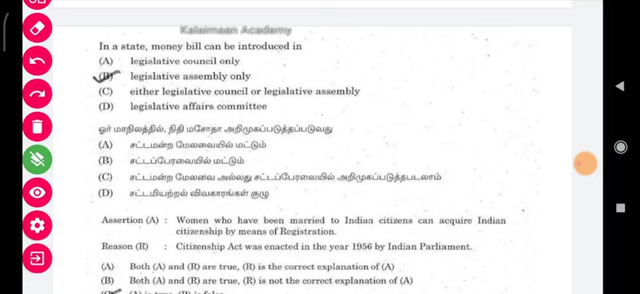 Kalaimaan Academy
In a state, money bill can be introduced in
(A) legislative council only
(B) legislative assembly only
(C) either legislative council or legislative assembly
(D) legislative affairs committee
ஓர் மாநிலத்தில், நிதி மசோதா அறிமுகப்படுத்தப்படுவது
(A) சட்டமன்ற மேலவையில் மட்டும்
(B) சட்டப்பேரவையில் மட்டும்
(C) சட்டமன்ற மேலவை அல்லது சட்டப்பேரவையில் அறிமுகப்படுத்தபடலாம்
(D) சட்டமியற்றல் விவகாரங்கள் குழு
Assertion (A) : Women who have been married to Indian citizens can acquire Indian
citizenship by means of Registration.
Reason (R) : Citizenship Act was enacted in the year 1956 by Indian Parliament.
(A) Both (A) and (R) are true, (R) is the correct explanation of (A)
(B) Both (A) and (R) are true, (R) is not the correct explanation of (A)